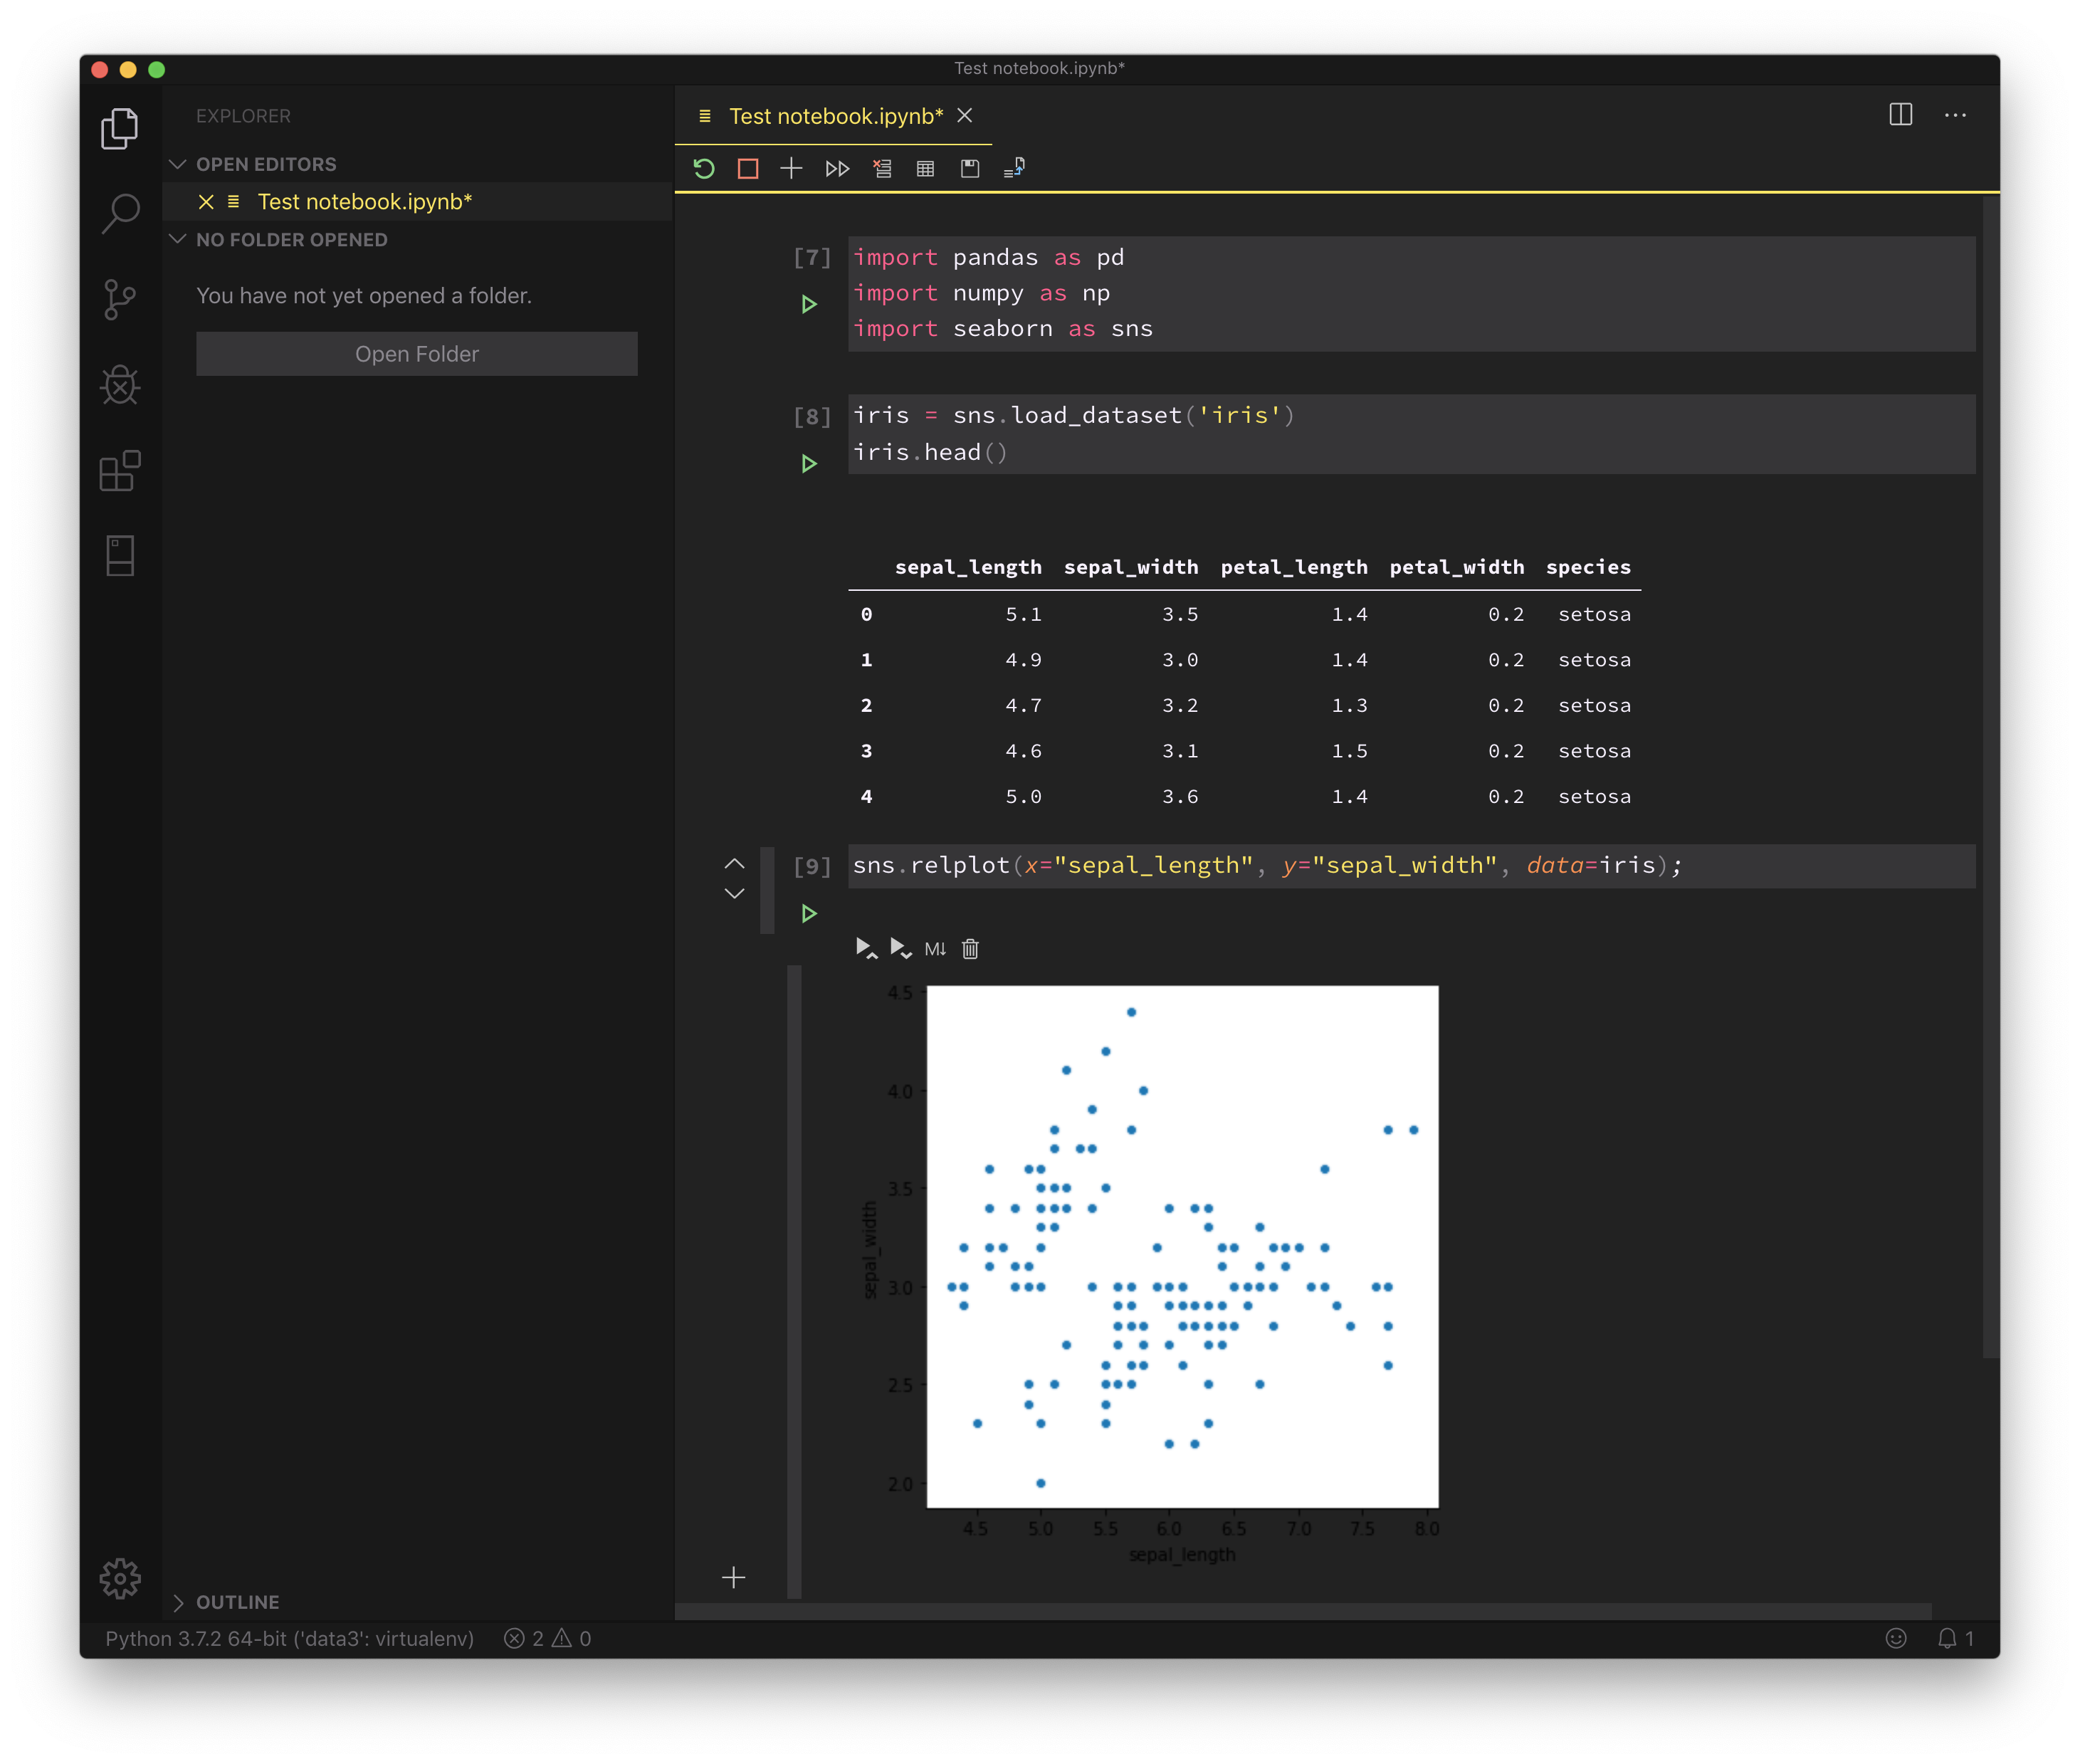 Test notebook.ipynb*
EXPLORER
OPEN EDITORS
Test notebook.ipynb*
NO FOLDER OPENED
You have not yet opened a folder.
Open Folder
OUTLINE
Test notebook.ipynb*
[7]
import pandas as pd
import numpy as np
import seaborn as sns
[8]
iris = sns.load_dataset('iris')
iris.head()
sepal_length sepal_width petal_length petal_width species
0 5.1 3.5 1.4 0.2 setosa
1 4.9 3.0 1.4 0.2 setosa
2 4.7 3.2 1.3 0.2 setosa
3 4.6 3.1 1.5 0.2 setosa
4 5.0 3.6 1.4 0.2 setosa
[9]
sns.relplot(x="sepal_length", y="sepal_width", data=iris);
M↓
4.5
4.0
3.5
3.0
2.5
2.0
sepal_width
4.5 5.0 5.5 6.0 6.5 7.0 7.5 8.0
sepal_length
Python 3.7.2 64-bit ('data3': virtualenv) 2 0
1